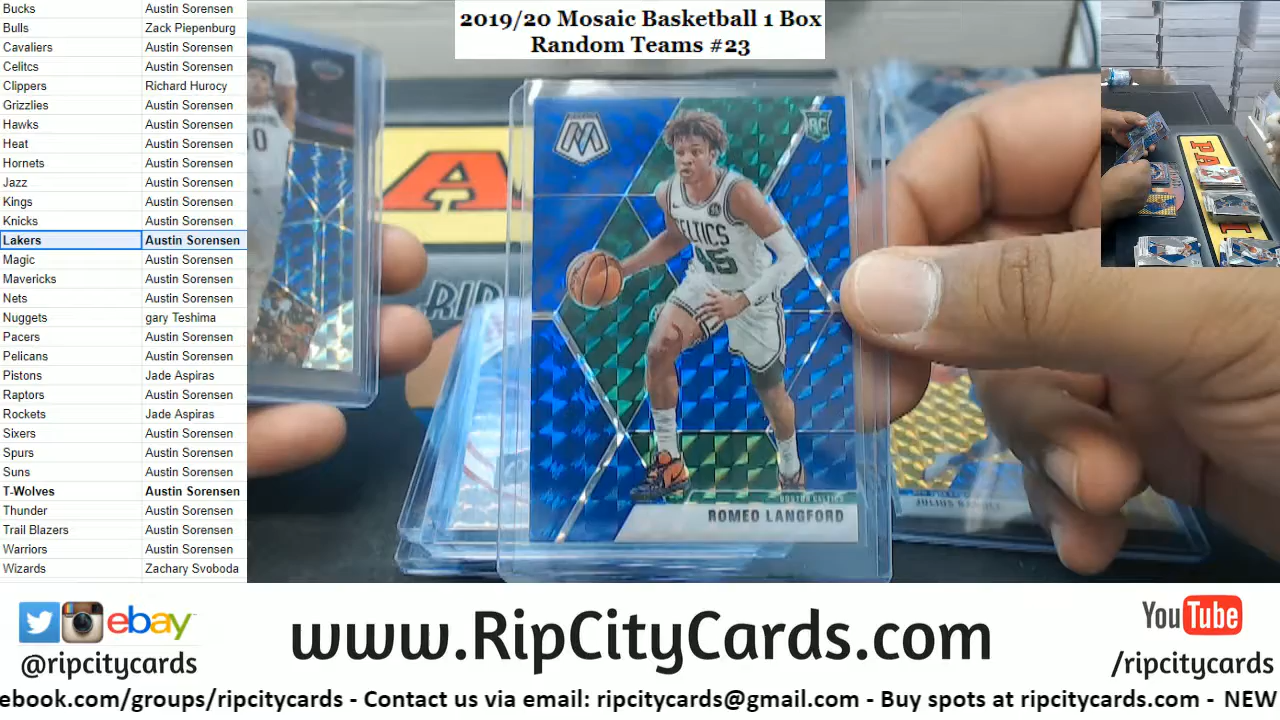 Bucks Austin Sorensen
Bulls Zack Piepenburg
Cavaliers Austin Sorensen
Celitcs Austin Sorensen
Clippers Richard Hurocy
Grizzlies Austin Sorensen
Hawks Austin Sorensen
Heat Austin Sorensen
Hornets Austin Sorensen
Jazz Austin Sorensen
Kings Austin Sorensen
Knicks Austin Sorensen
Lakers Austin Sorensen
Magic Austin Sorensen
Mavericks Austin Sorensen
Nets Austin Sorensen
Nuggets gary Teshima
Pacers Austin Sorensen
Pelicans Austin Sorensen
Pistons Jade Aspiras
Raptors Austin Sorensen
Rockets Jade Aspiras
Sixers Austin Sorensen
Spurs Austin Sorensen
Suns Austin Sorensen
T-Wolves Austin Sorensen
Thunder Austin Sorensen
Trail Blazers Austin Sorensen
Warriors Austin Sorensen
Wizards Zachary Svoboda
2019/20 Mosaic Basketball 1 Box
Random Teams #23
M
RC
CELTICS
45
BOSTON CELTICS
ROMEO LANGFORD
A
RIP
JULIUS
PA
ebay
@ripcitycards
www.RipCityCards.com
YouTube
/ripcitycards
ebook.com/groups/ripcitycards - Contact us via email: ripcitycards@gmail.com - Buy spots at ripcitycards.com - NEW